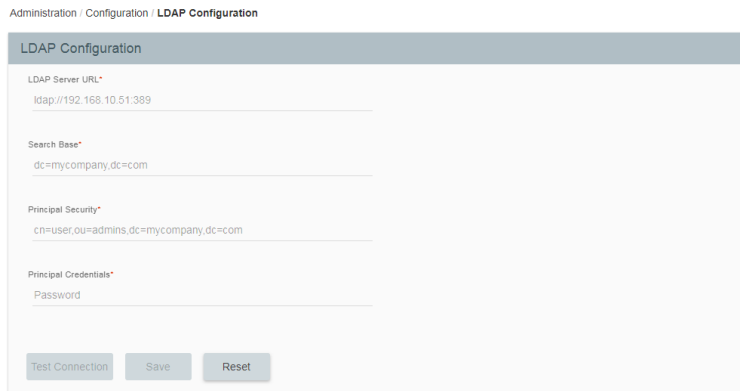 Administration / Configuration / LDAP Configuration
LDAP Configuration
LDAP Server URL*
ldap://192.168.10.51:389
Search Base*
dc=mycompany,dc=com
Principal Security*
cn=user,ou=admins,dc=mycompany,dc=com
Principal Credentials*
Password
Test Connection Save Reset